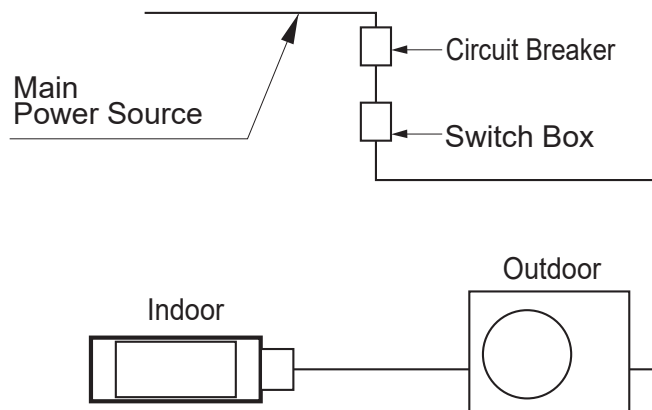 Circuit Breaker
Main
Power Source
Switch Box
Outdoor
Indoor